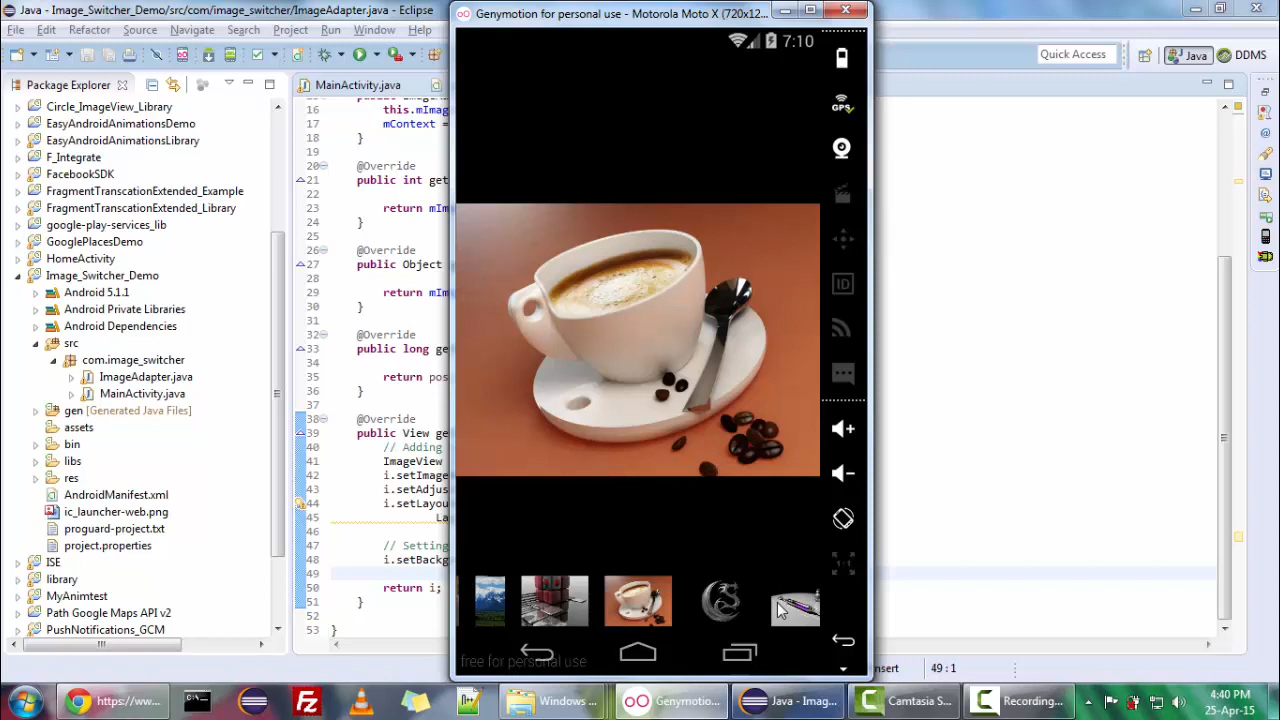 Java - Image_Switcher_Demo/src/com/image_switcher/ImageAdapter.java - Eclipse
Genymotion for personal use - Motorola Moto X (720x12...
File Edit Refactor Source Navigate Search Project Run Window Help
7:10
Quick Access
Java
DDMS
Package Explorer
MainActivity.java
GPS
ID
Circle_ImageView_Library
EasyAndroidAnimationsDemo
EasyAndroidAnimationsLibrary
F_Integrate
FacebookSDK
FragmentTranscationExtended_Example
FragmentTranscationExtended_Library
google-play-services_lib
GooglePlacesDemo
HomeActivity
Image_Switcher_Demo
Android 5.1.1
Android Private Libraries
Android Dependencies
src
com.image_switcher
ImageAdapter.java
MainActivity.java
gen [Generated Java Files]
assets
bin
libs
res
AndroidManifest.xml
ic_launcher-web.png
proguard-project.txt
project.properties
ISE
library
MyAnimtest
Path Google Maps API v2
PushNotifications_GCM
16 this.mImag
17 mContext =
18 }
19
20 @Override
21 public int get
22
23 return mIm
24 }
25
26 @Override
27 public Object
28
29 return mIm
30 }
31
32 @Override
33 public long ge
34
35 return pos
36 }
37
38 @Override
39 public View ge
40 // Adding
41 ImageView
42 i.setImage
43 i.setAdjus
44 i.setLayou
45 La
46
47 // Setting
48 i.setBackg
49
50 return i;
51 }
52
53 }
free for personal use
1/1
nsert
49 : 1
https://www...
Windows ...
Genymotio...
Java - Imag...
Camtasia S...
Recording...
4:40 PM
25-Apr-15